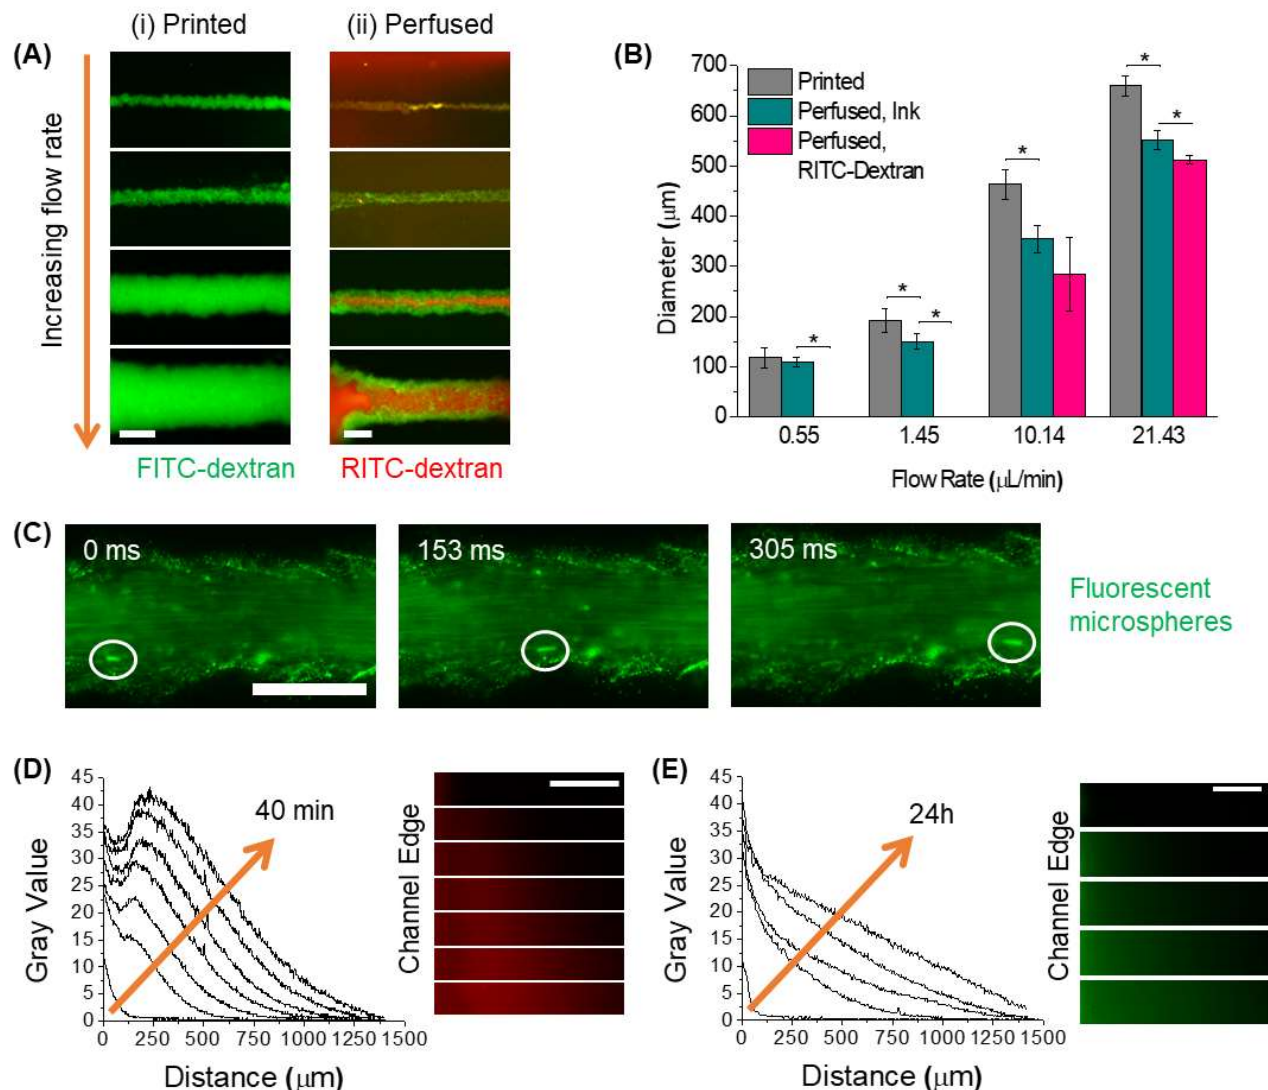 (i) Printed
(ii) Perfused
(A)
Increasing flow rate
FITC-dextran
RITC-dextran
(B)
Diameter (μm)
700
600
500
400
300
200
100
0
Printed
Perfused, Ink
Perfused,
RITC-Dextran
*
*
*
*
*
*
0.55
1.45
10.14
21.43
Flow Rate (μL/min)
(C)
0 ms
153 ms
305 ms
Fluorescent
microspheres
(D)
Gray Value
45
40
35
30
25
20
15
10
5
0
40 min
0 250 500 750 1000 1250 1500
Distance (μm)
Channel Edge
(E)
Gray Value
45
40
35
30
25
20
15
10
5
0
24h
0 250 500 750 1000 1250 1500
Distance (μm)
Channel Edge